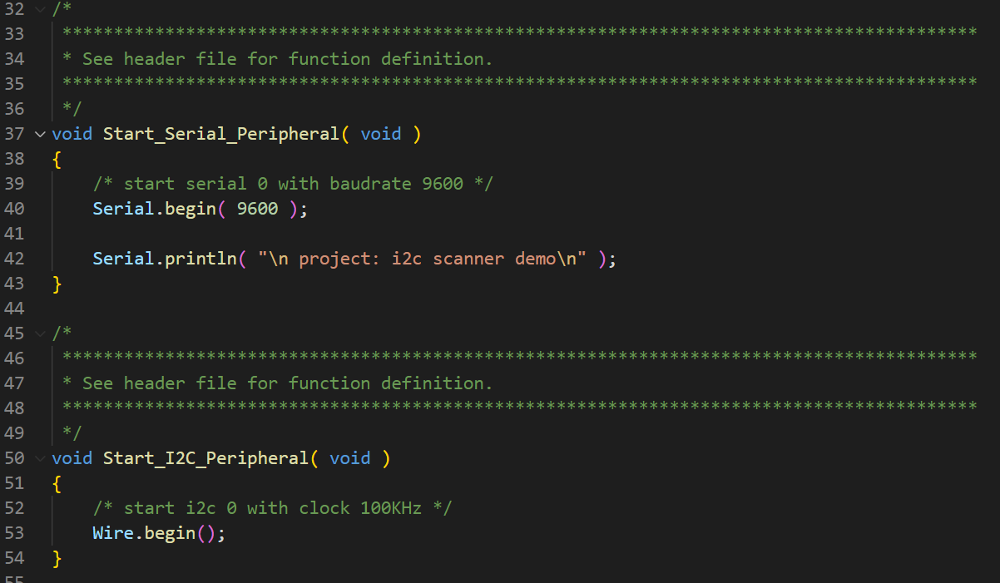 32 /*
33 *****************************************************************************************
34 * See header file for function definition.
35 *****************************************************************************************
36 */
37 void Start_Serial_Peripheral( void )
38 {
39 /* start serial 0 with baudrate 9600 */
40 Serial.begin( 9600 );
41
42 Serial.println( "\n project: i2c scanner demo\n" );
43 }
44
45 /*
46 *****************************************************************************************
47 * See header file for function definition.
48 *****************************************************************************************
49 */
50 void Start_I2C_Peripheral( void )
51 {
52 /* start i2c 0 with clock 100KHz */
53 Wire.begin();
54 }
55